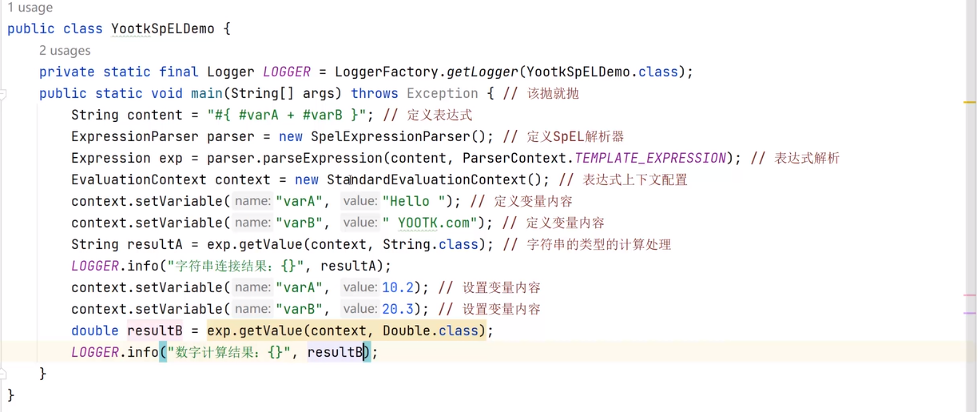 1 usage
public class YootkSpELDemo {
2 usages
private static final Logger LOGGER = LoggerFactory.getLogger(YootkSpELDemo.class);
public static void main(String[] args) throws Exception { // 该抛就抛
String content = "#{ #varA + #varB }"; // 定义表达式
ExpressionParser parser = new SpelExpressionParser(); // 定义SpEL解析器
Expression exp = parser.parseExpression(content, ParserContext.TEMPLATE_EXPRESSION); // 表达式解析
EvaluationContext context = new StandardEvaluationContext(); // 表达式上下文配置
context.setVariable( name: "varA", value: "Hello "); // 定义变量内容
context.setVariable( name: "varB", value: " YOOTK.com"); // 定义变量内容
String resultA = exp.getValue(context, String.class); // 字符串的类型的计算处理
LOGGER.info("字符串连接结果：{}", resultA);
context.setVariable( name: "varA", value: 10.2); // 设置变量内容
context.setVariable( name: "varB", value: 20.3); // 设置变量内容
double resultB = exp.getValue(context, Double.class);
LOGGER.info("数字计算结果：{}", resultB);
}
}